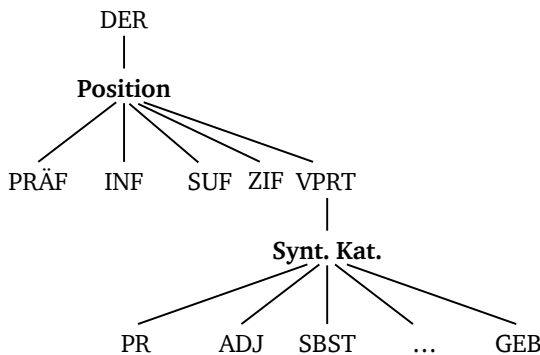 DER
Position
PRÄF INF SUF ZIF VPRT
Synt. Kat.
PR ADJ SBST … GEB